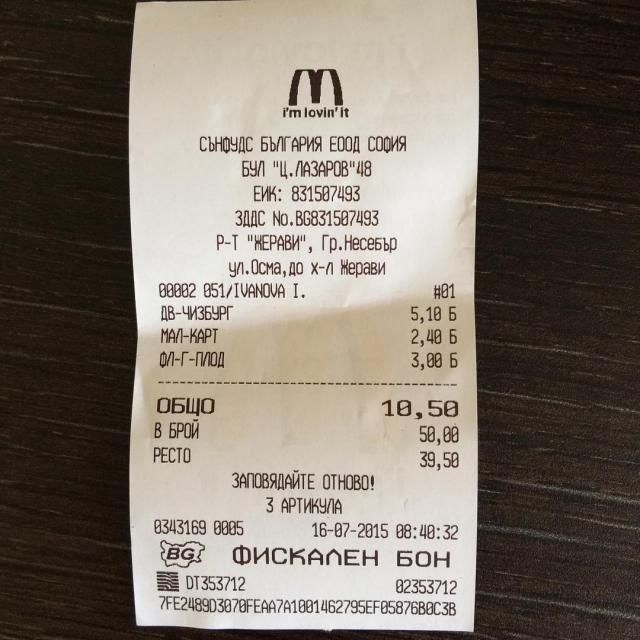 i'm lovin' it
СЪНФУДС БЪЛГАРИЯ ЕООД СОФИЯ
БУЛ "Ц.ЛАЗАРОВ"48
ЕИК: 831507493
ЗДДС No.BG831507493
Р-Т "ЖЕРАВИ", Гр.Несебър
ул.Осма,до х-л Жерави
00002 051/IVANOVA I. #01
ДВ-ЧИЗБУРГ 5,10 Б
МАЛ-КАРТ 2,40 Б
ФЛ-Г-ПЛОД 3,00 Б
ОБЩО 10,50
В БРОЙ 50,00
РЕСТО 39,50
ЗАПОВЯДАЙТЕ ОТНОВО!
3 АРТИКУЛА
0343169 0005 16-07-2015 08:40:32
BG ФИСКАЛЕН БОН
DT353712 02353712
7FE2489D3070FEAA7A1001462795EF05876B0C3B